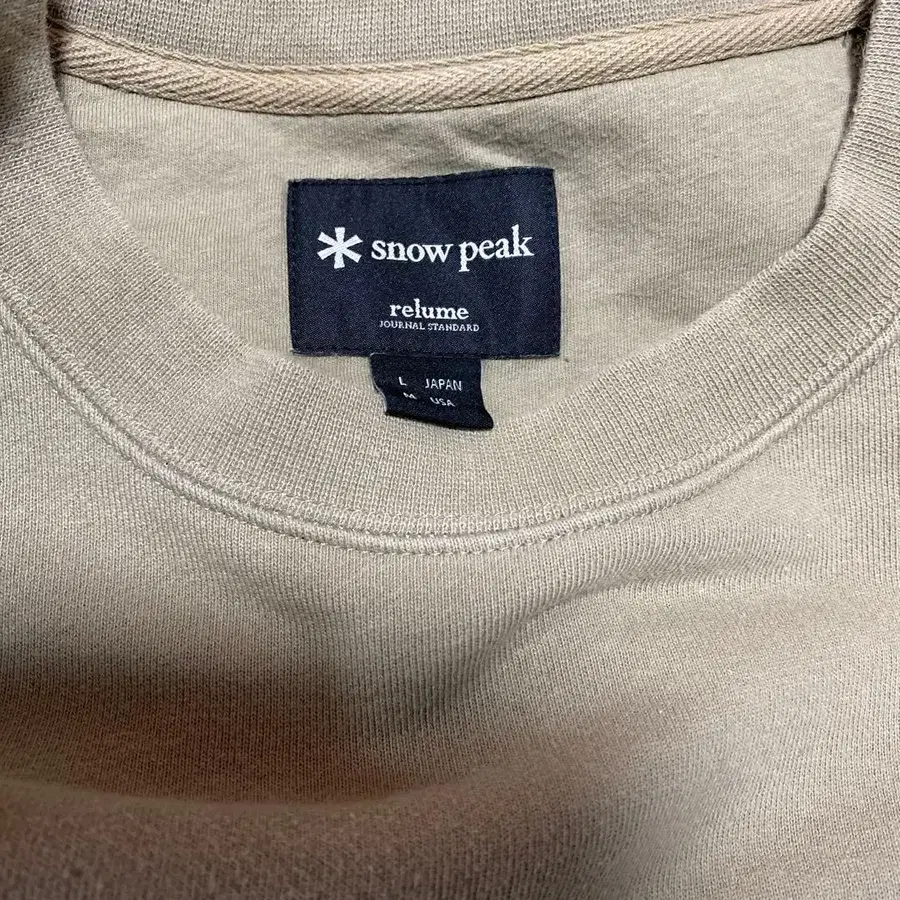 snow peak
relume
JOURNAL STANDARD
L JAPAN
M USA